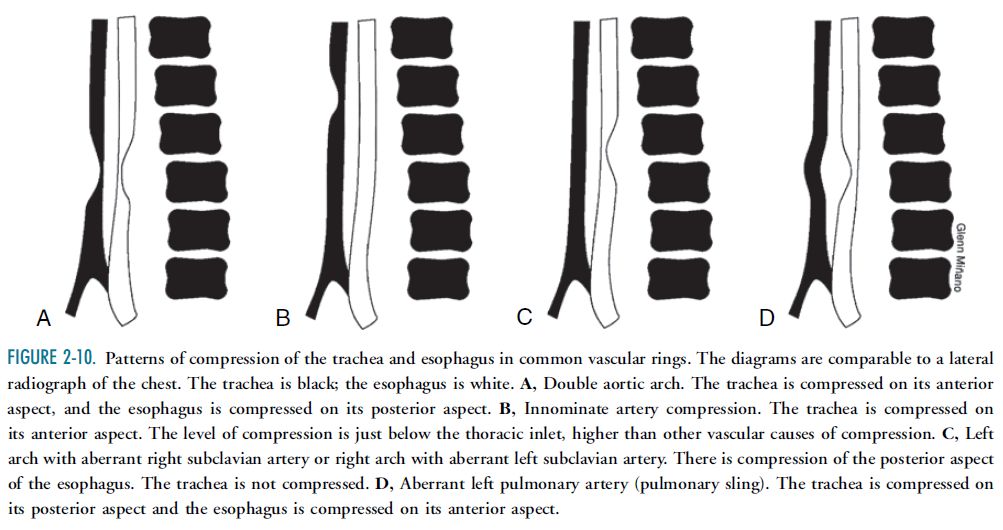 A
B
C
D
Glenn Miñano
FIGURE 2-10. Patterns of compression of the trachea and esophagus in common vascular rings. The diagrams are comparable to a lateral
radiograph of the chest. The trachea is black; the esophagus is white. A, Double aortic arch. The trachea is compressed on its anterior
aspect, and the esophagus is compressed on its posterior aspect. B, Innominate artery compression. The trachea is compressed on
its anterior aspect. The level of compression is just below the thoracic inlet, higher than other vascular causes of compression. C, Left
arch with aberrant right subclavian artery or right arch with aberrant left subclavian artery. There is compression of the posterior aspect
of the esophagus. The trachea is not compressed. D, Aberrant left pulmonary artery (pulmonary sling). The trachea is compressed on
its posterior aspect and the esophagus is compressed on its anterior aspect.